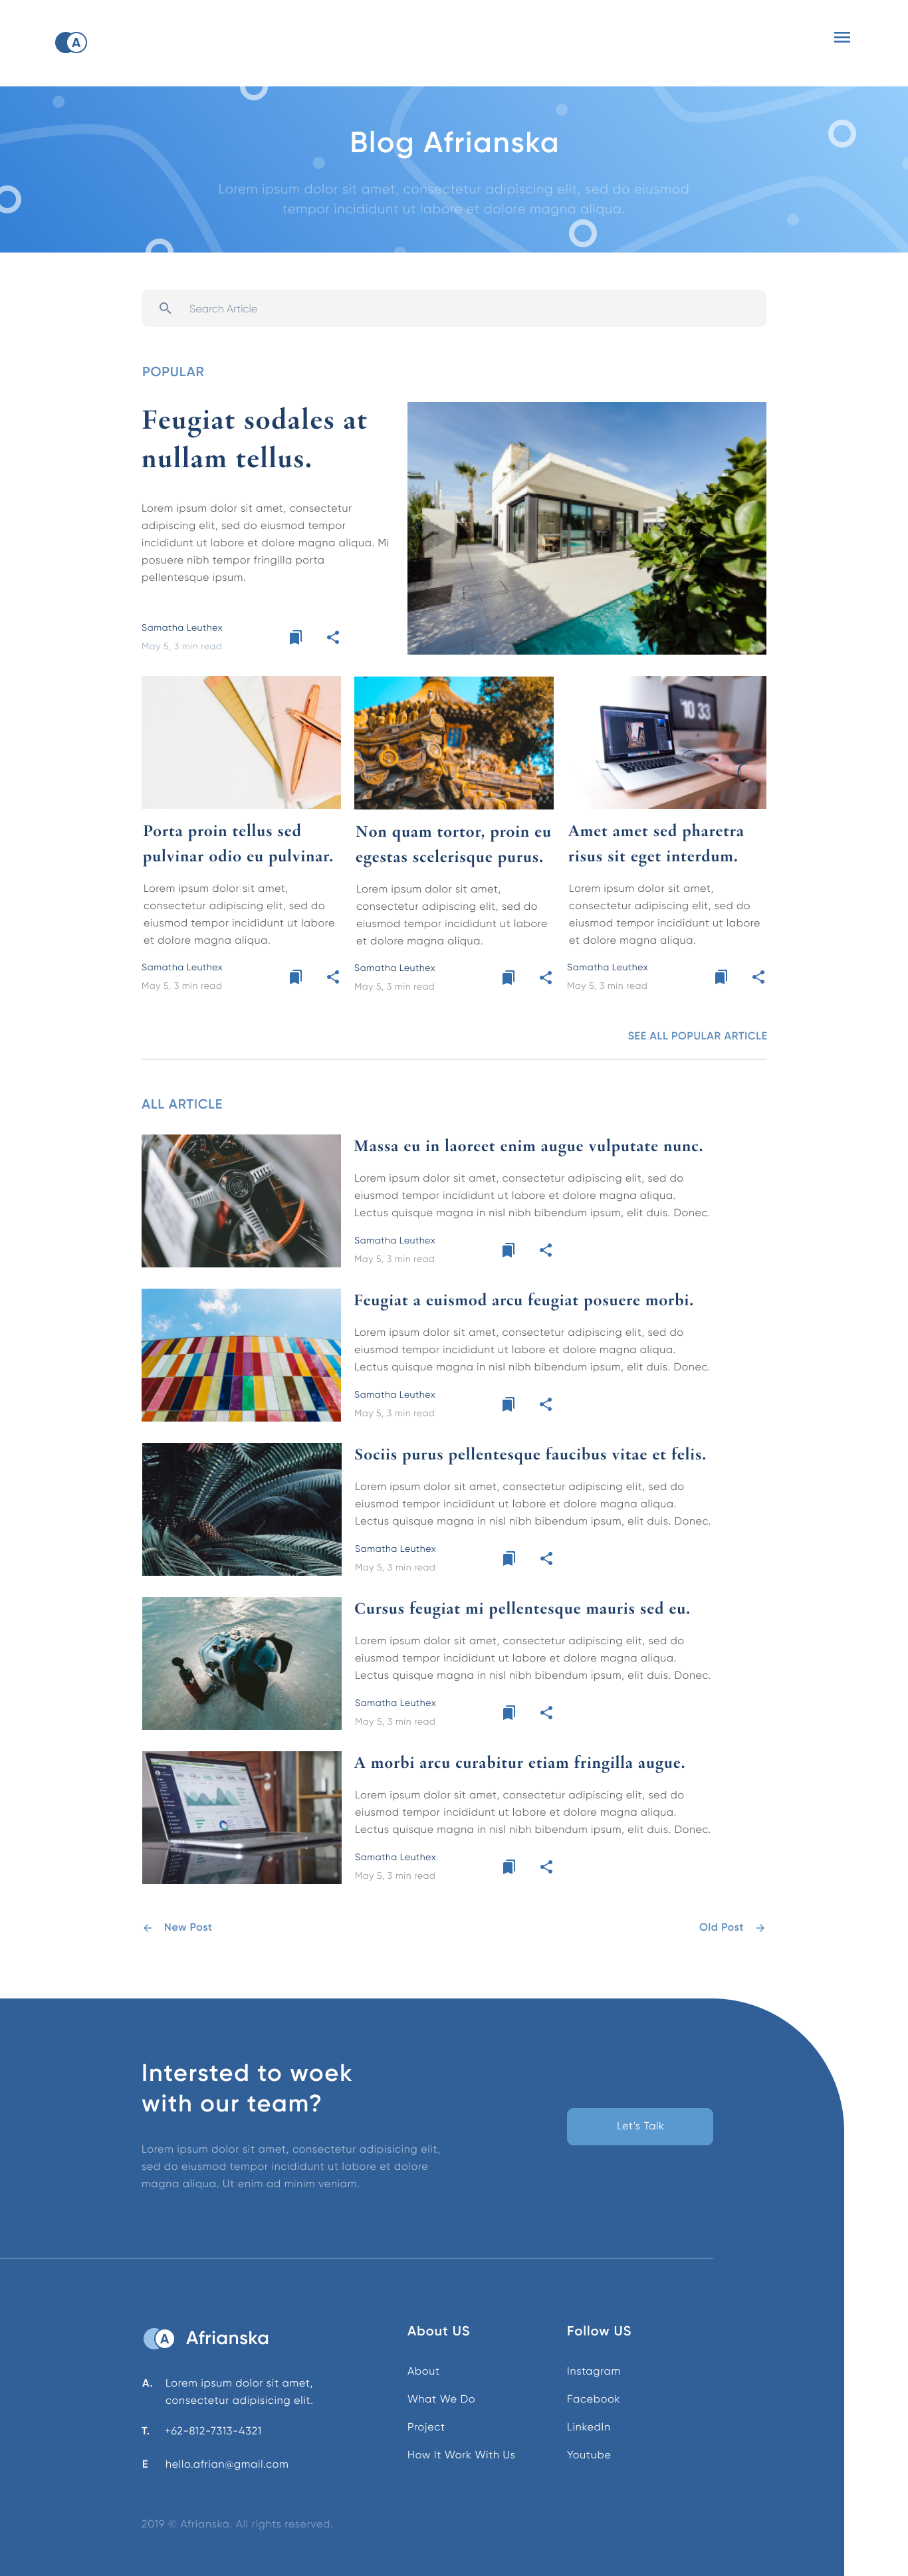 A
Blog Afrianska
Lorem ipsum dolor sit amet, consectetur adipiscing elit, sed do eiusmod
tempor incididunt ut labore et dolore magna aliqua.
Search Article
POPULAR
Feugiat sodales at
nullam tellus.
Lorem ipsum dolor sit amet, consectetur
adipiscing elit, sed do eiusmod tempor
incididunt ut labore et dolore magna aliqua. Mi
posuere nibh tempor fringilla porta
pellentesque ipsum.
Samatha Leuthex
May 5, 3 min read
10 33
Porta proin tellus sed
pulvinar odio eu pulvinar.
Lorem ipsum dolor sit amet,
consectetur adipiscing elit, sed do
eiusmod tempor incididunt ut labore
et dolore magna aliqua.
Samatha Leuthex
May 5, 3 min read
Non quam tortor, proin eu
egestas scelerisque purus.
Lorem ipsum dolor sit amet,
consectetur adipiscing elit, sed do
eiusmod tempor incididunt ut labore
et dolore magna aliqua.
Samatha Leuthex
May 5, 3 min read
Amet amet sed pharetra
risus sit eget interdum.
Lorem ipsum dolor sit amet,
consectetur adipiscing elit, sed do
eiusmod tempor incididunt ut labore
et dolore magna aliqua.
Samatha Leuthex
May 5, 3 min read
SEE ALL POPULAR ARTICLE
ALL ARTICLE
Massa eu in laoreet enim augue vulputate nunc.
Lorem ipsum dolor sit amet, consectetur adipiscing elit, sed do
eiusmod tempor incididunt ut labore et dolore magna aliqua.
Lectus quisque magna in nisl nibh bibendum ipsum, elit duis. Donec.
Samatha Leuthex
May 5, 3 min read
Feugiat a euismod arcu feugiat posuere morbi.
Lorem ipsum dolor sit amet, consectetur adipiscing elit, sed do
eiusmod tempor incididunt ut labore et dolore magna aliqua.
Lectus quisque magna in nisl nibh bibendum ipsum, elit duis. Donec.
Samatha Leuthex
May 5, 3 min read
Sociis purus pellentesque faucibus vitae et felis.
Lorem ipsum dolor sit amet, consectetur adipiscing elit, sed do
eiusmod tempor incididunt ut labore et dolore magna aliqua.
Lectus quisque magna in nisl nibh bibendum ipsum, elit duis. Donec.
Samatha Leuthex
May 5, 3 min read
Cursus feugiat mi pellentesque mauris sed eu.
Lorem ipsum dolor sit amet, consectetur adipiscing elit, sed do
eiusmod tempor incididunt ut labore et dolore magna aliqua.
Lectus quisque magna in nisl nibh bibendum ipsum, elit duis. Donec.
Samatha Leuthex
May 5, 3 min read
A morbi arcu curabitur etiam fringilla augue.
Lorem ipsum dolor sit amet, consectetur adipiscing elit, sed do
eiusmod tempor incididunt ut labore et dolore magna aliqua.
Lectus quisque magna in nisl nibh bibendum ipsum, elit duis. Donec.
Samatha Leuthex
May 5, 3 min read
New Post
Old Post
Intersted to woek
with our team?
Lorem ipsum dolor sit amet, consectetur adipisicing elit,
sed do eiusmod tempor incididunt ut labore et dolore
magna aliqua. Ut enim ad minim veniam.
Let's Talk
A Afrianska
A. Lorem ipsum dolor sit amet,
consectetur adipisicing elit.
T. +62-812-7313-4321
E hello.afrian@gmail.com
About US
About
What We Do
Project
How It Work With Us
Follow US
Instagram
Facebook
LinkedIn
Youtube
2019 © Afrianska. All rights reserved.